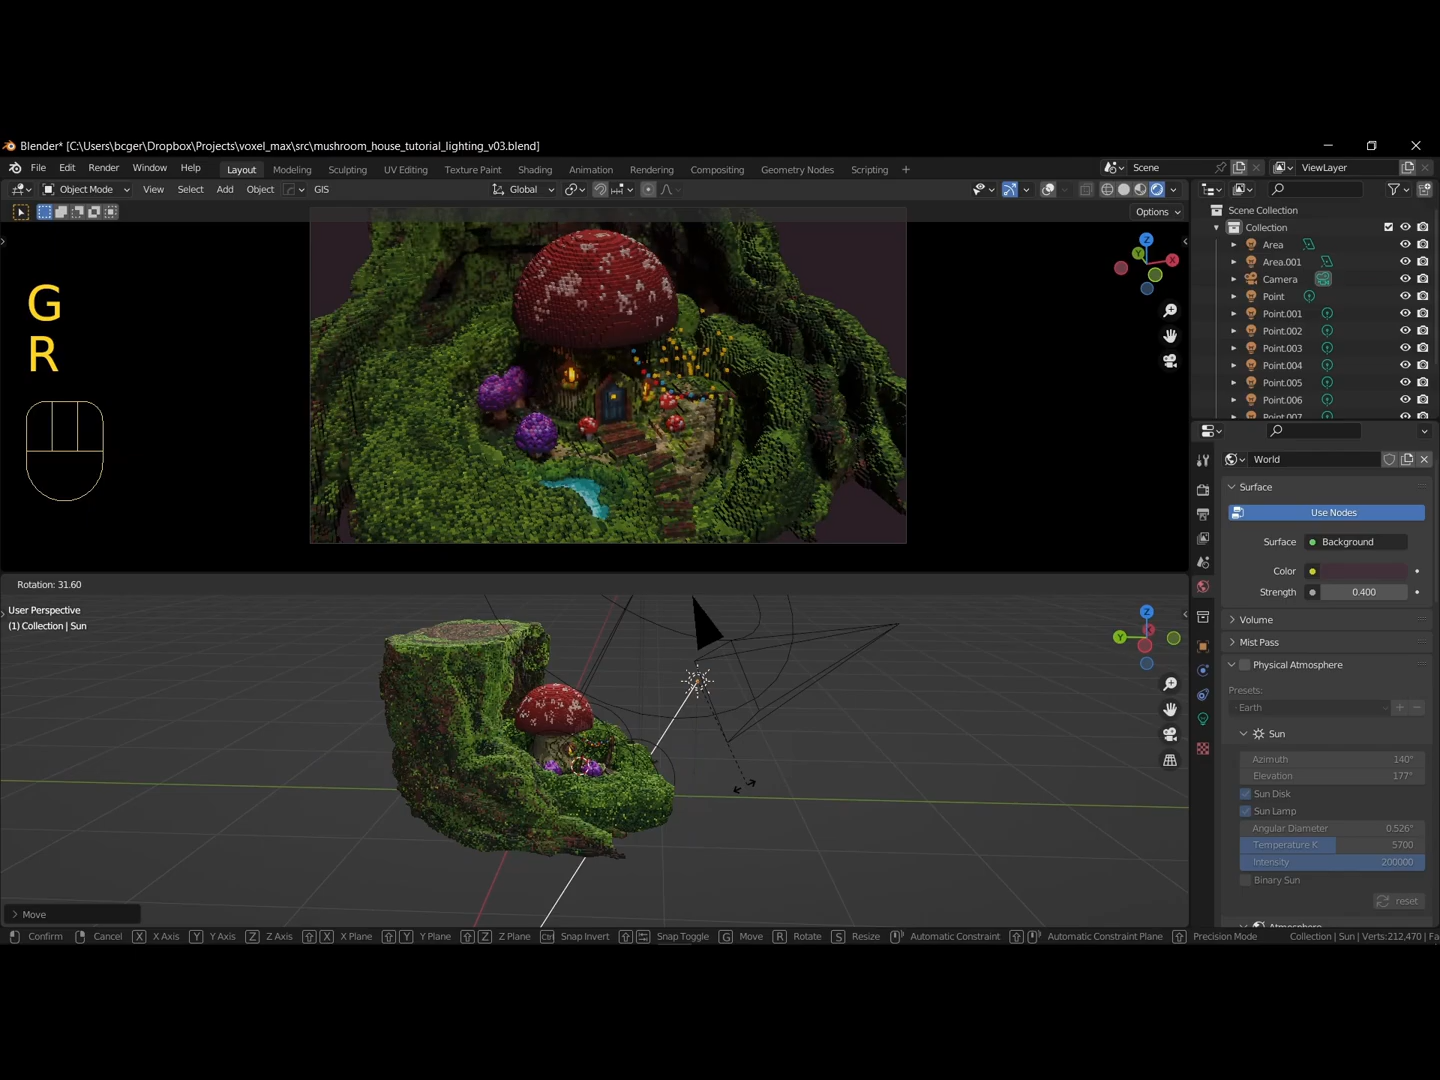 Blender* [C:\Users\bcger\Dropbox\Projects\voxel_max\src\mushroom_house_tutorial_lighting_v03.blend]
File Edit Render Window Help Layout Modeling Sculpting UV Editing Texture Paint Shading Animation Rendering Compositing Geometry Nodes Scripting + Scene ViewLayer
Object Mode View Select Add Object GIS Global
Options
Scene Collection
Collection
Area
Area.001
Camera
Point
Point.001
Point.002
Point.003
Point.004
Point.005
Point.006
Point.007
G
R
Z
Y
X
World
Surface
Use Nodes
Surface Background
Color
Strength 0.400
Volume
Mist Pass
Physical Atmosphere
Presets:
Earth
Sun
Azimuth 140°
Elevation 177°
Sun Disk
Sun Lamp
Angular Diameter 0.526°
Temperature K 5700
Intensity 200000
Binary Sun
reset
Atmosphere
Rotation: 31.60
User Perspective
(1) Collection | Sun
Z
Y
X
Move
Confirm Cancel X X Axis Y Y Axis Z Z Axis X X Plane Y Y Plane Z Z Plane Ctrl Snap Invert Snap Toggle G Move R Rotate S Resize Automatic Constraint Automatic Constraint Plane Precision Mode Collection | Sun | Verts:212,470 | Fa